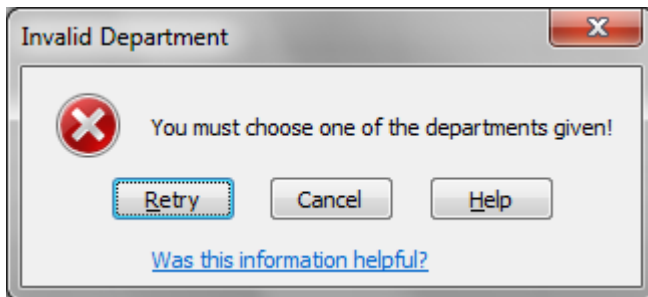 Invalid Department
You must choose one of the departments given!
Retry Cancel Help
Was this information helpful?